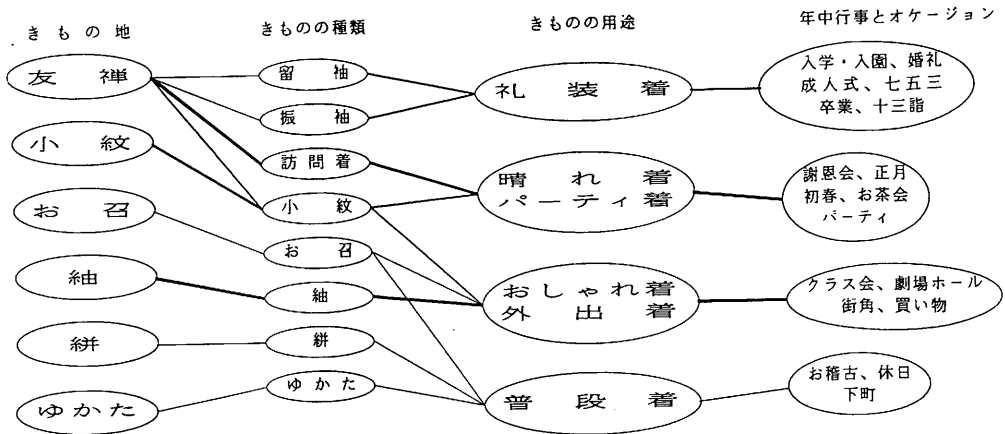 きもの地
友禅
小紋
お召
紬
絣
ゆかた
きものの種類
留袖
振袖
訪問着
小紋
お召
紬
絣
ゆかた
きものの用途
礼装着
晴れ着
パーティ着
おしゃれ着
外出着
普段着
年中行事とオケージョン
入学・入園、婚礼
成人式、七五三
卒業、十三詣
謝恩会、正月
初春、お茶会
パーティ
クラス会、劇場ホール
街角、買い物
お稽古、休日
下町